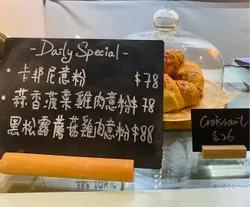 -Daily Special-
· 卡邦尼意粉 $78
· 蒜香菠菜雞肉意粉 $78
黑松露蘑菇雞肉意粉 $88
Croissant
$26